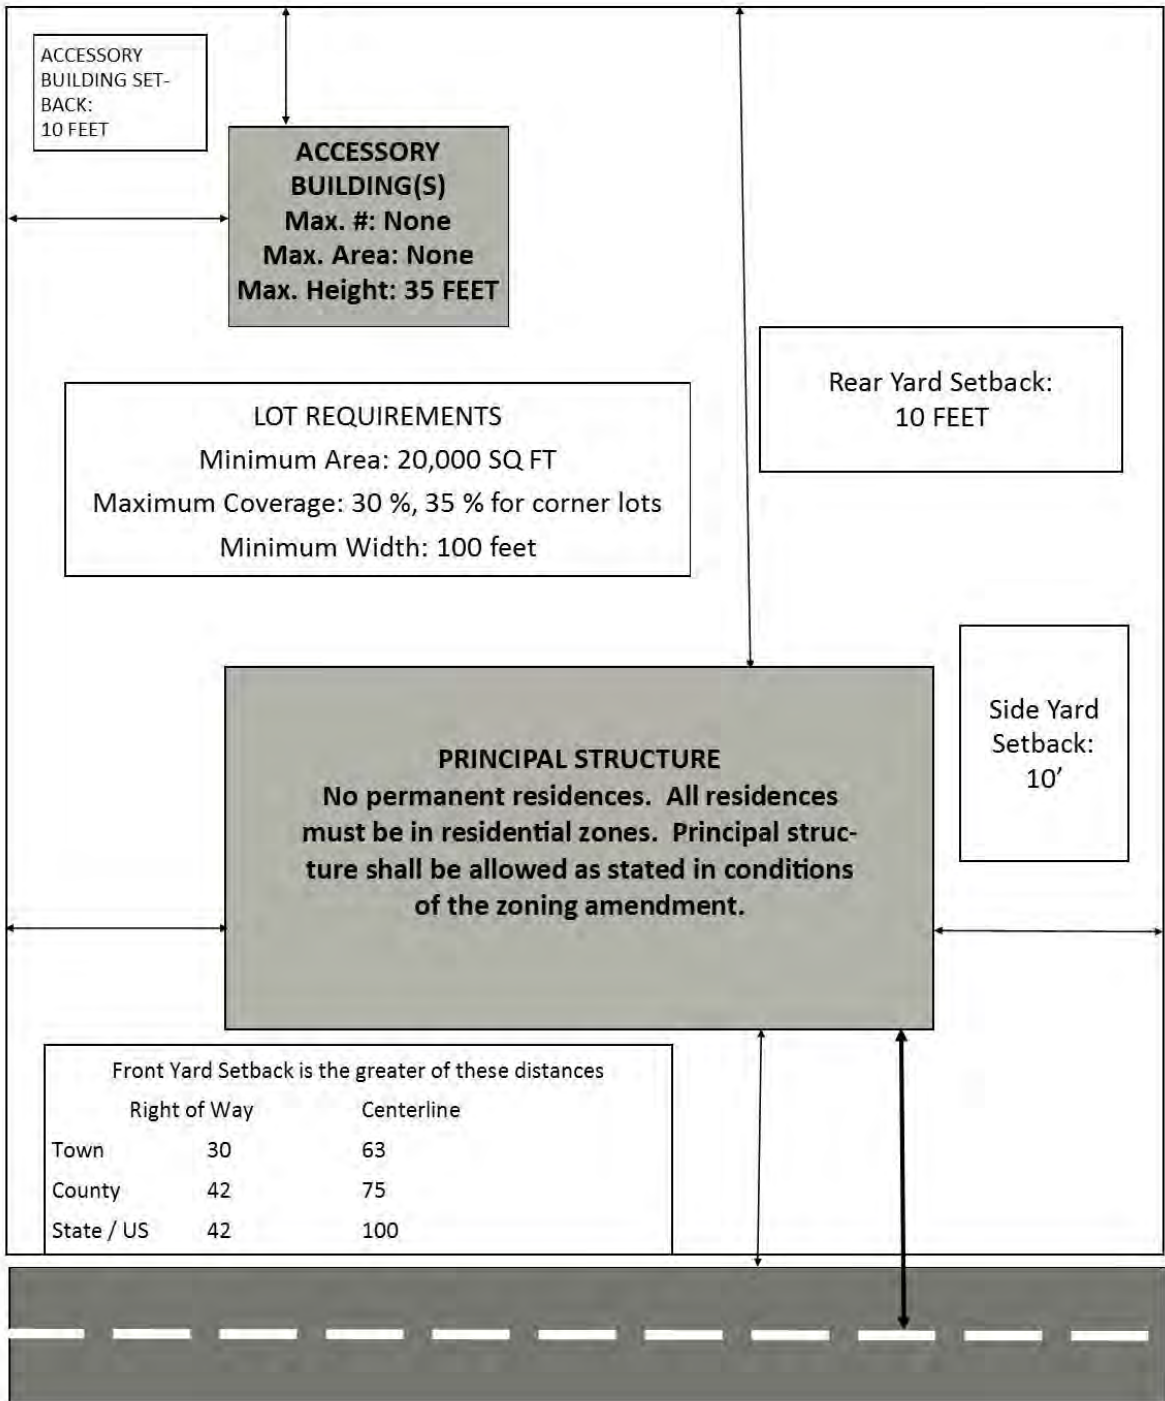 ACCESSORY
BUILDING SET-
BACK:
10 FEET
ACCESSORY
BUILDING(S)
Max. #: None
Max. Area: None
Max. Height: 35 FEET
Rear Yard Setback:
10 FEET
LOT REQUIREMENTS
Minimum Area: 20,000 SQ FT
Maximum Coverage: 30 %, 35 % for corner lots
Minimum Width: 100 feet
Side Yard
Setback:
10’
PRINCIPAL STRUCTURE
No permanent residences.  All residences
must be in residential zones.  Principal struc-
ture shall be allowed as stated in conditions
of the zoning amendment.
Front Yard Setback is the greater of these distances
Right of Way Centerline
Town 30 63
County 42 75
State / US 42 100